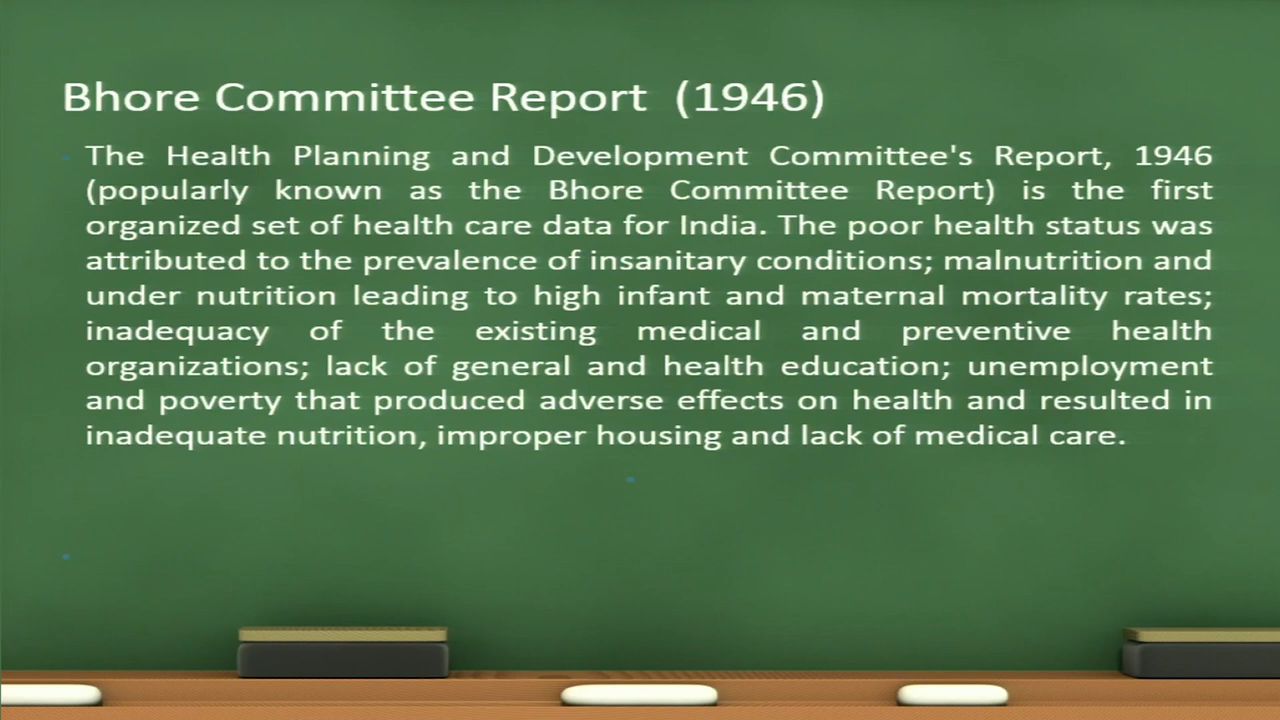 Bhore Committee Report (1946)
The Health Planning and Development Committee's Report, 1946
(popularly known as the Bhore Committee Report) is the first
organized set of health care data for India. The poor health status was
attributed to the prevalence of insanitary conditions; malnutrition and
under nutrition leading to high infant and maternal mortality rates;
inadequacy of the existing medical and preventive health
organizations; lack of general and health education; unemployment
and poverty that produced adverse effects on health and resulted in
inadequate nutrition, improper housing and lack of medical care.